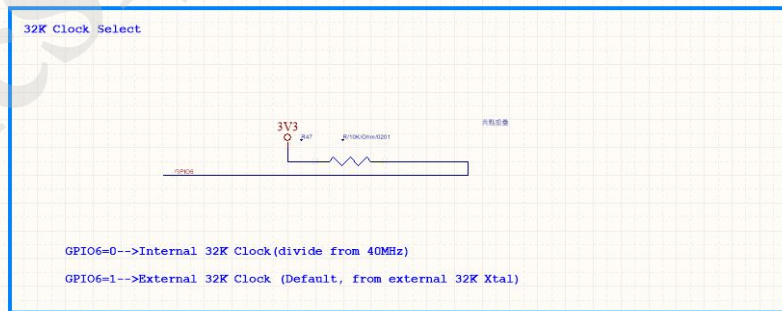 32K Clock Select
3V3
R47
R/10K/Ohm/0201
GPIO6
GPIO6=0-->Internal 32K Clock(divide from 40MHz)
GPIO6=1-->External 32K Clock (Default, from external 32K Xtal)